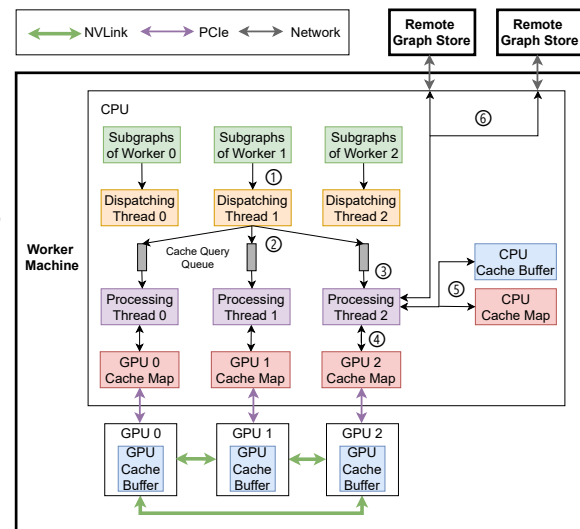 NVLink
PCIe
Network
Remote
Graph Store
Remote
Graph Store
CPU
⑥
Subgraphs
of Worker 0
Subgraphs
of Worker 1
Subgraphs
of Worker 2
①
Dispatching
Thread 0
Dispatching
Thread 1
Dispatching
Thread 2
Worker
Machine
Cache Query
Queue
②
③
CPU
Cache Buffer
Processing
Thread 0
Processing
Thread 1
Processing
Thread 2
⑤
CPU
Cache Map
④
GPU 0
Cache Map
GPU 1
Cache Map
GPU 2
Cache Map
GPU 0
GPU
Cache
Buffer
GPU 1
GPU
Cache
Buffer
GPU 2
GPU
Cache
Buffer